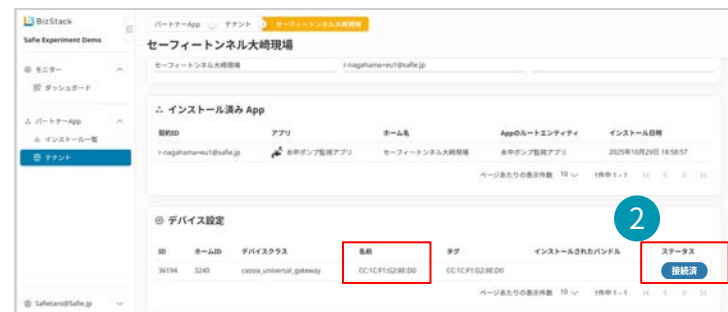 BizStack
Safie Experiment Demo
モニター
ダッシュボード
パートナーApp
インストール一覧
テナント
Safietaro@Safie.jp
パートナーApp テナント セーフィートンネル大崎現場
セーフィートンネル大崎現場
セーフィートンネル大崎現場 r-nagahama+eu1@safie.jp
インストール済み App
契約ID アプリ ホーム名 Appのルートエンティティ インストール日時
r-nagahama+eu1@safie.jp 水中ポンプ監視アプリ セーフィートンネル大崎現場 水中ポンプ監視アプリ 2025年10月29日 18:58:57
ページあたりの表示件数 10 1件中 1 - 1
デバイス設定
2
ID ホームID デバイスクラス 名前 タグ インストールされたバンドル ステータス
36194 3240 cassia_universal_gateway CC:1C:F1:G2:8E:D0 CC:1C:F1:G2:8E:D0 接続済
ページあたりの表示件数 10 1件中 1 - 1